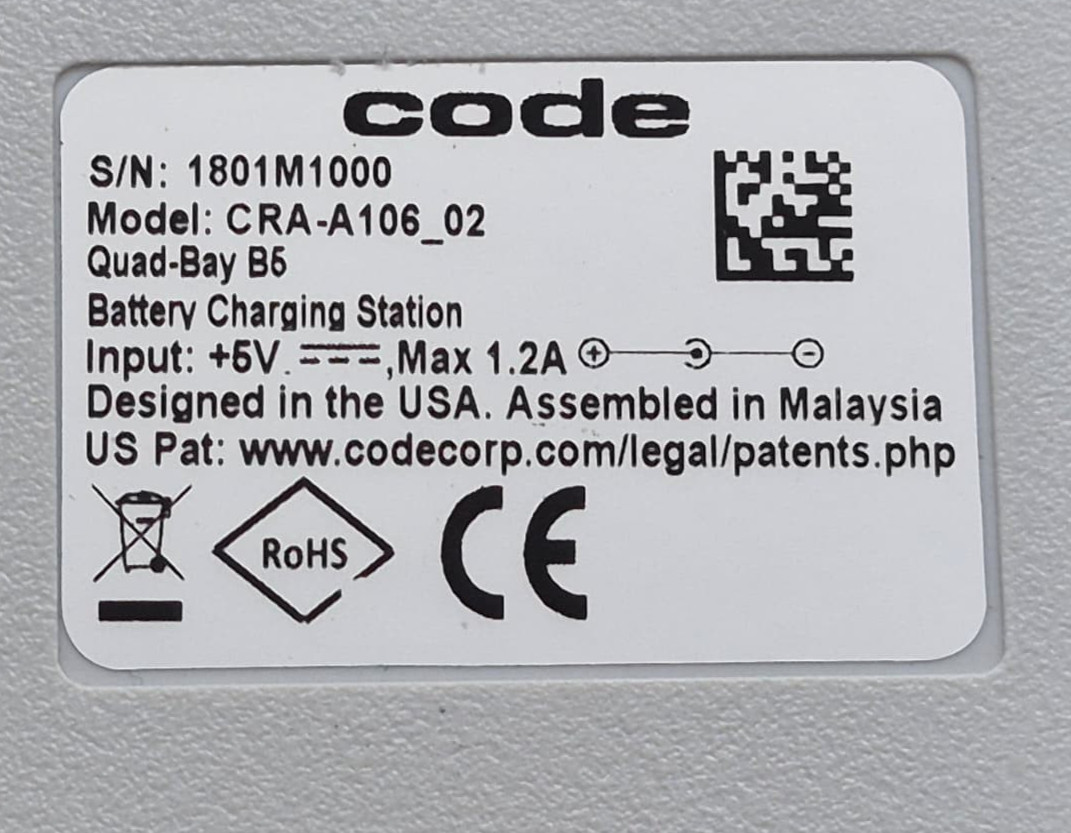 code
S/N: 1801M1000
Model: CRA-A106_02
Quad-Bay B5
Battery Charging Station
Input: +5V ⎓,Max 1.2A
Designed in the USA. Assembled in Malaysia
US Pat: www.codecorp.com/legal/patents.php
RoHS CE